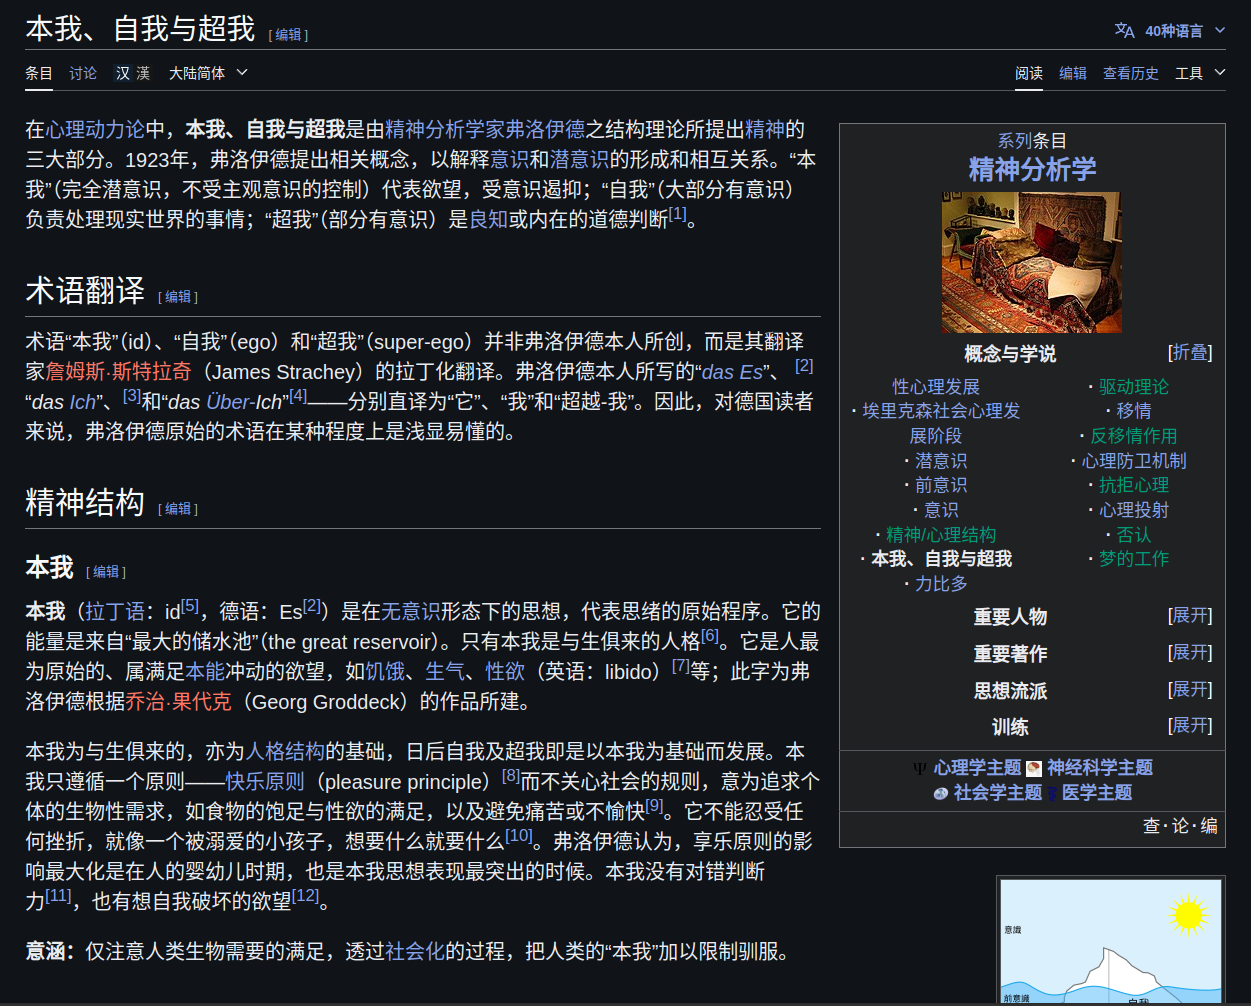 本我、自我与超我 [ 编辑 ]
40种语言
条目 讨论 汉 漢 大陆简体
阅读 编辑 查看历史 工具
在心理动力论中，本我、自我与超我是由精神分析学家弗洛伊德之结构理论所提出精神的
三大部分。1923年，弗洛伊德提出相关概念，以解释意识和潜意识的形成和相互关系。“本
我”（完全潜意识，不受主观意识的控制）代表欲望，受意识遏抑；“自我”（大部分有意识）
负责处理现实世界的事情；“超我”（部分有意识）是良知或内在的道德判断[1]。
术语翻译 [ 编辑 ]
术语“本我”（id）、“自我”（ego）和“超我”（super-ego）并非弗洛伊德本人所创，而是其翻译
家詹姆斯·斯特拉奇（James Strachey）的拉丁化翻译。弗洛伊德本人所写的“das Es”、 [2]
“das Ich”、[3]和“das Über-Ich”[4]——分别直译为“它”、“我”和“超越-我”。因此，对德国读者
来说，弗洛伊德原始的术语在某种程度上是浅显易懂的。
精神结构 [ 编辑 ]
本我 [ 编辑 ]
本我（拉丁语：id[5]，德语：Es[2]）是在无意识形态下的思想，代表思绪的原始程序。它的
能量是来自“最大的储水池”（the great reservoir）。只有本我是与生俱来的人格[6]。它是人最
为原始的、属满足本能冲动的欲望，如饥饿、生气、性欲（英语：libido）[7]等；此字为弗
洛伊德根据乔治·果代克（Georg Groddeck）的作品所建。
本我为与生俱来的，亦为人格结构的基础，日后自我及超我即是以本我为基础而发展。本
我只遵循一个原则——快乐原则（pleasure principle）[8]而不关心社会的规则，意为追求个
体的生物性需求，如食物的饱足与性欲的满足，以及避免痛苦或不愉快[9]。它不能忍受任
何挫折，就像一个被溺爱的小孩子，想要什么就要什么[10]。弗洛伊德认为，享乐原则的影
响最大化是在人的婴幼儿时期，也是本我思想表现最突出的时候。本我没有对错判断
力[11]，也有想自我破坏的欲望[12]。
意涵：仅注意人类生物需要的满足，透过社会化的过程，把人类的“本我”加以限制驯服。
系列条目
精神分析学
概念与学说 [折叠]
性心理发展
· 埃里克森社会心理发
展阶段
· 潜意识
· 前意识
· 意识
· 精神/心理结构
· 本我、自我与超我
· 力比多
· 驱动理论
· 移情
· 反移情作用
· 心理防卫机制
· 抗拒心理
· 心理投射
· 否认
· 梦的工作
重要人物 [展开]
重要著作 [展开]
思想流派 [展开]
训练 [展开]
Ψ 心理学主题 神经科学主题
社会学主题 医学主题
查·论·编
意識
前意識
自我